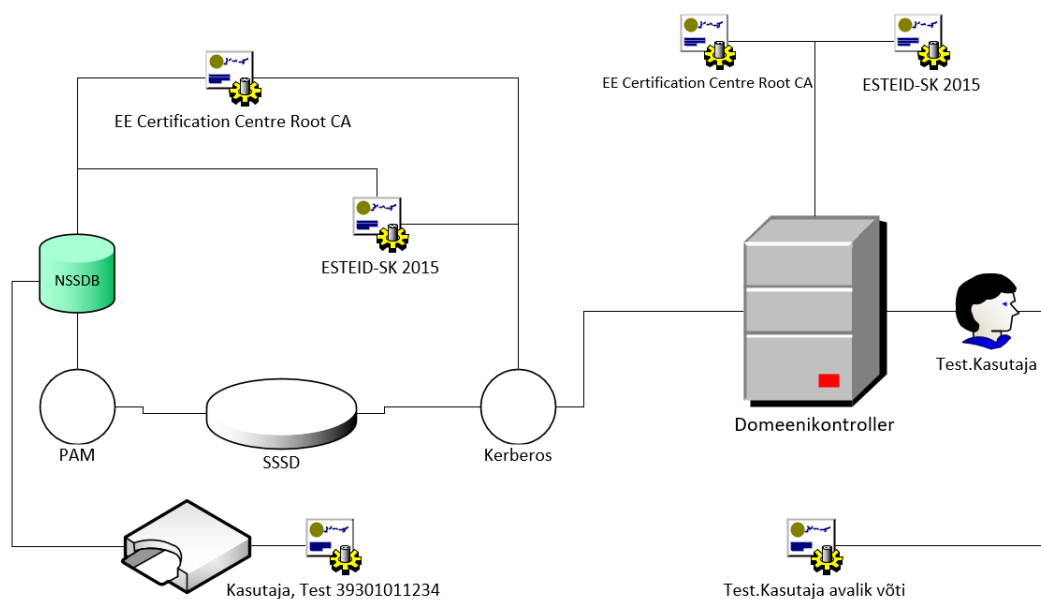 EE Certification Centre Root CA
ESTEID-SK 2015
EE Certification Centre Root CA
ESTEID-SK 2015
NSSDB
Test.Kasutaja
Domeenikontroller
PAM
SSSD
Kerberos
Kasutaja, Test 39301011234
Test.Kasutaja avalik võti